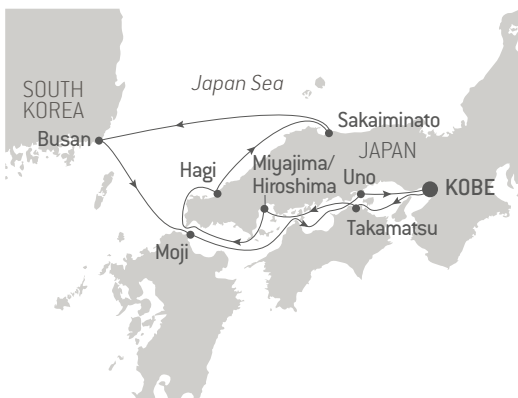 Japan Sea
SOUTH
KOREA
Busan
Sakaiminato
JAPAN
Hagi
Miyajima/
Hiroshima
Uno
KOBE
Takamatsu
Moji